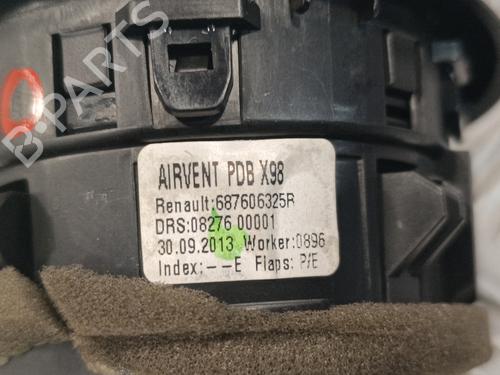 B-PARTS
AIRVENT PDB X98
Renault:687606325R
DRS:08276 00001
30.09.2013 Worker:0896
Index:--E Flaps: P/E